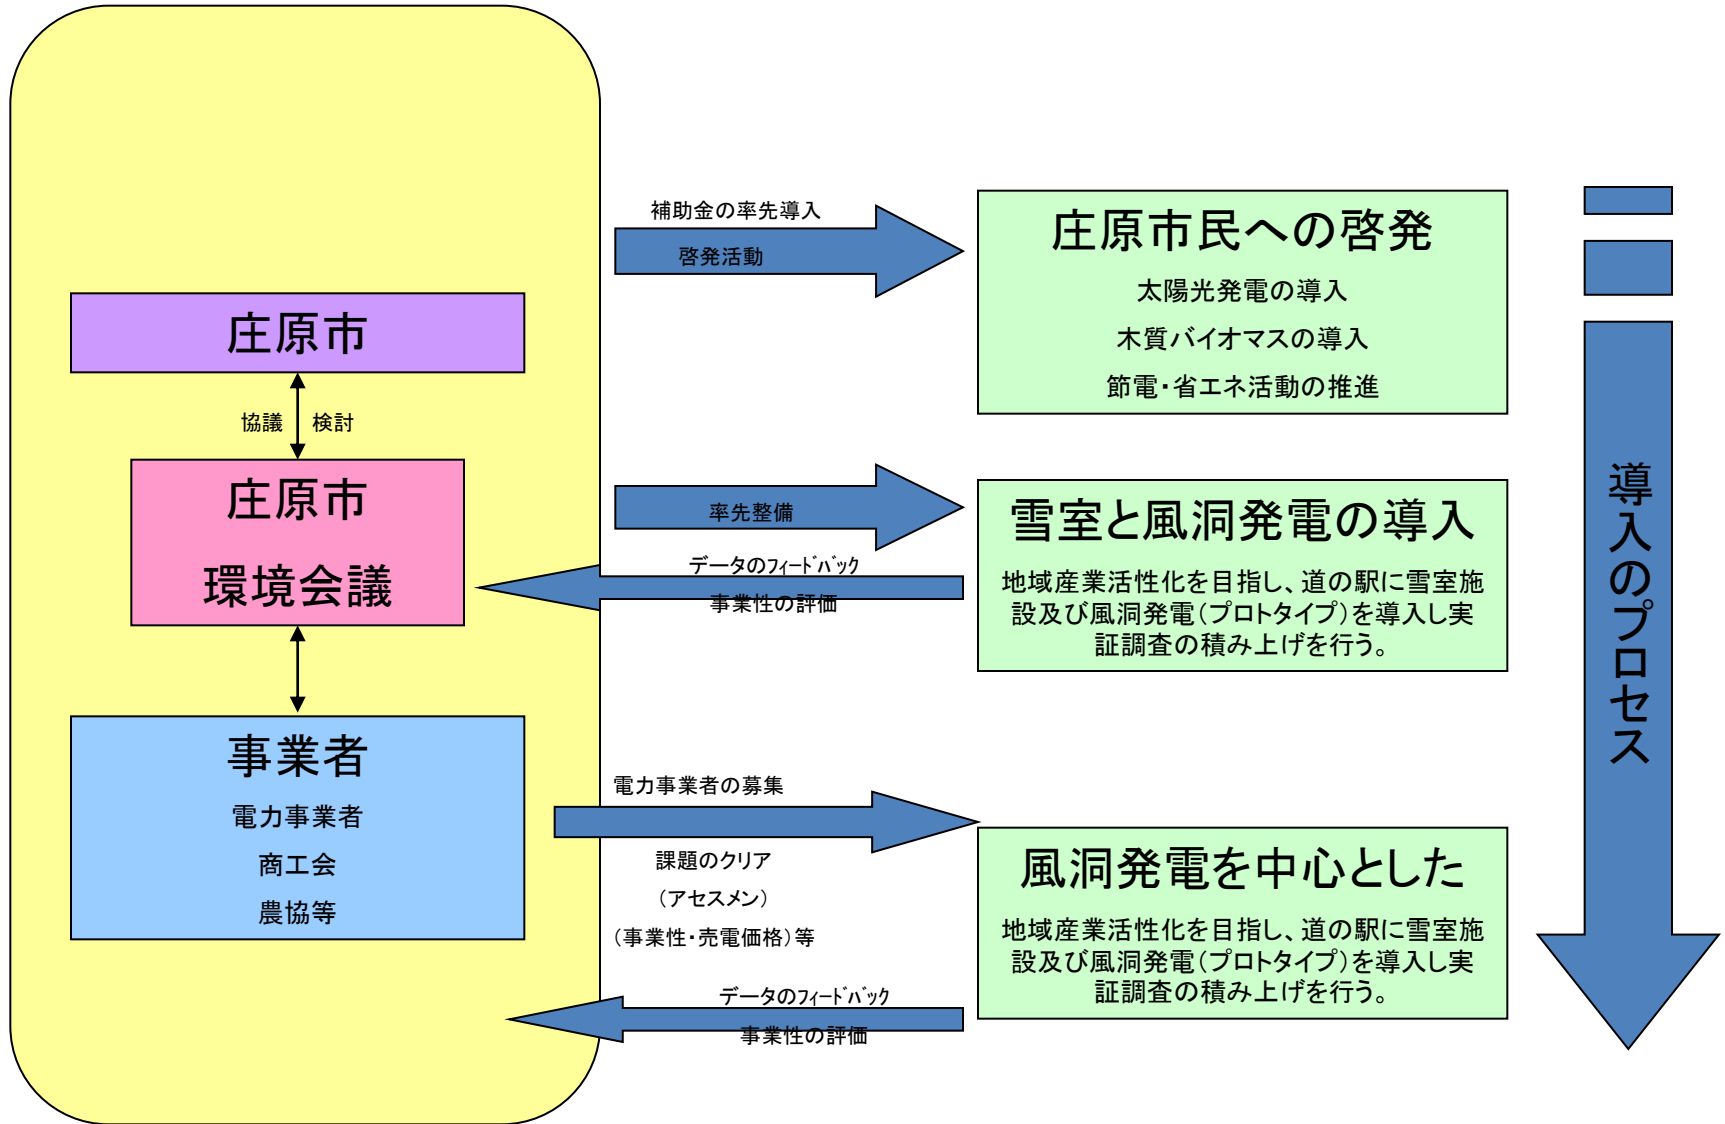 庄原市
協議 検討
庄原市
環境会議
事業者
電力事業者
商工会
農協等
補助金の率先導入
啓発活動
率先整備
データのﾌｨｰﾄﾞﾊﾞｯｸ
事業性の評価
電力事業者の募集
課題のクリア
（アセスメン）
（事業性・売電価格）等
データのﾌｨｰﾄﾞﾊﾞｯｸ
事業性の評価
庄原市民への啓発
太陽光発電の導入
木質バイオマスの導入
節電・省エネ活動の推進
雪室と風洞発電の導入
地域産業活性化を目指し、道の駅に雪室施
設及び風洞発電（プロトタイプ）を導入し実
証調査の積み上げを行う。
風洞発電を中心とした
地域産業活性化を目指し、道の駅に雪室施
設及び風洞発電（プロトタイプ）を導入し実
証調査の積み上げを行う。
導入のプロセス